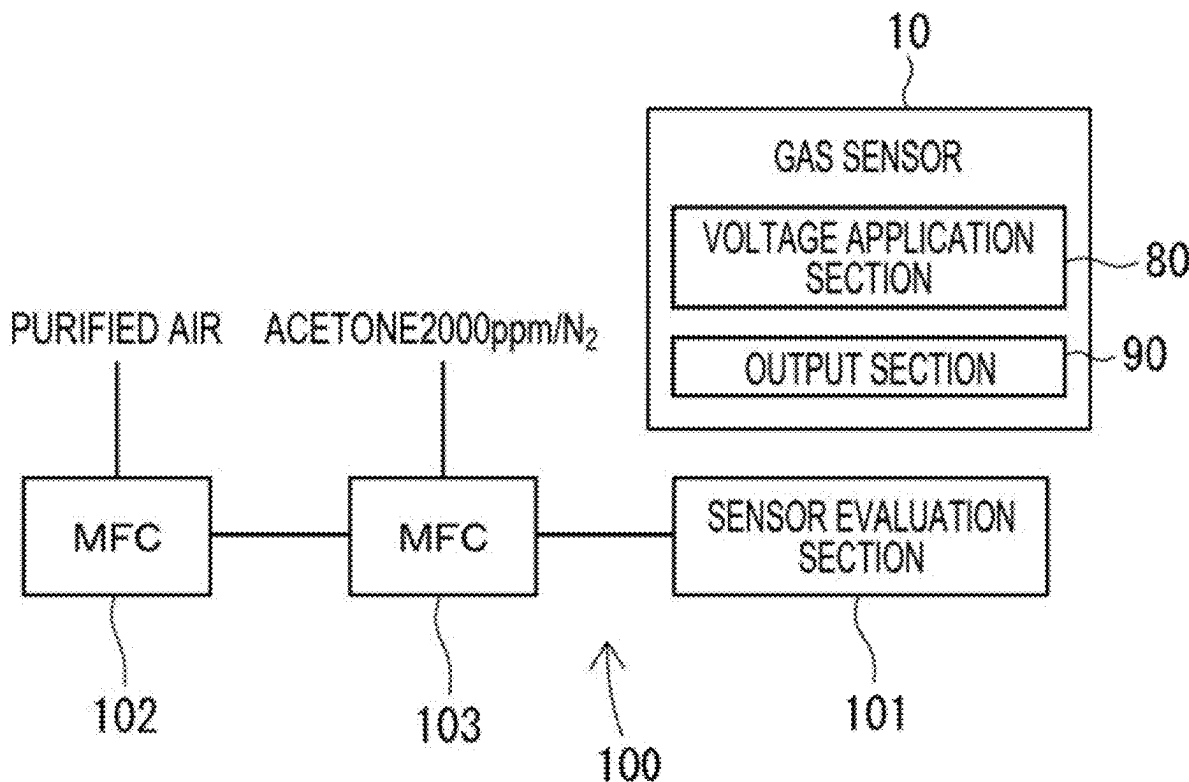 10
GAS SENSOR
VOLTAGE APPLICATION
SECTION
80
PURIFIED AIR
ACETONE2000ppm/N₂
OUTPUT SECTION
90
MFC
MFC
SENSOR EVALUATION
SECTION
102
103
100
101